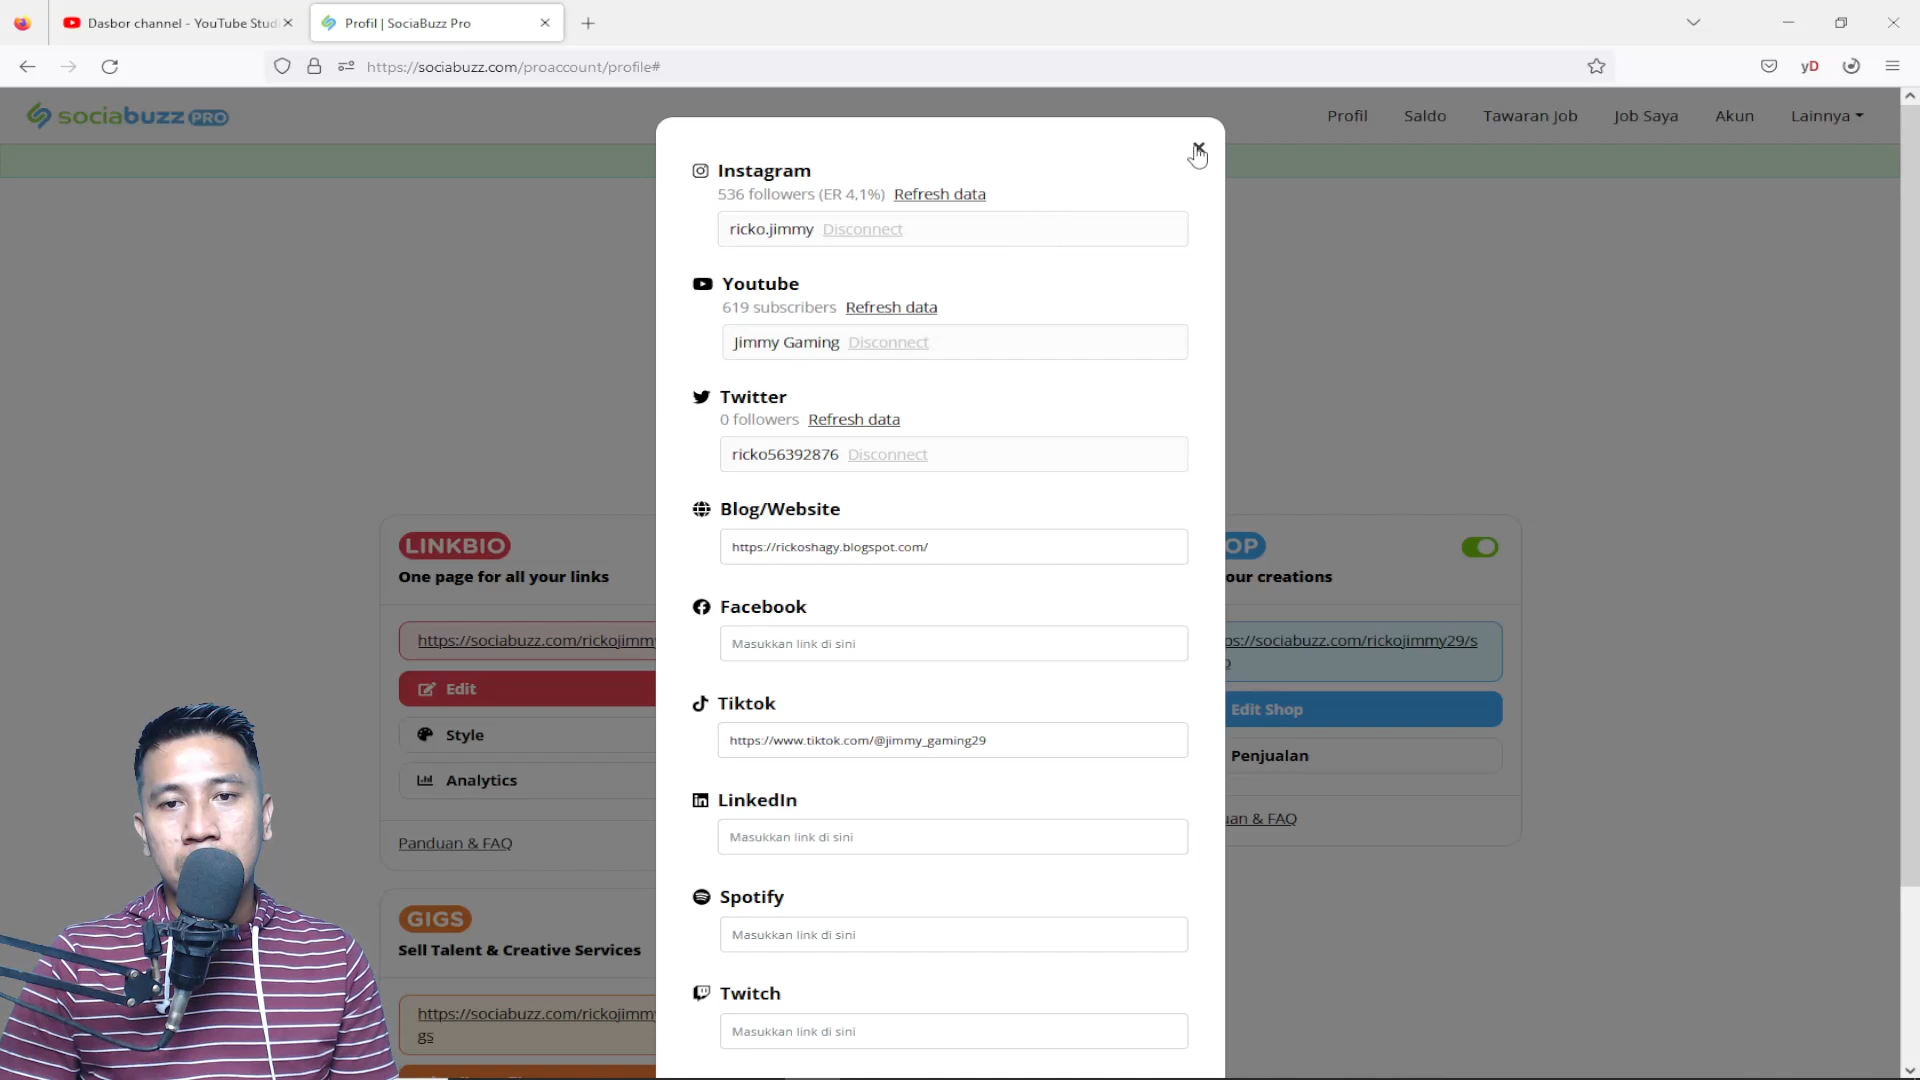 Dasbor channel - YouTube Stud
Profil | SociaBuzz Pro
https://sociabuzz.com/proaccount/profile#
yD
sociabuzz PRO
Profil
Saldo
Tawaran Job
Job Saya
Akun
Lainnya
Instagram
536 followers (ER 4,1%) Refresh data
ricko.jimmy Disconnect
Youtube
619 subscribers Refresh data
Jimmy Gaming Disconnect
Twitter
0 followers Refresh data
ricko56392876 Disconnect
Blog/Website
https://rickoshagy.blogspot.com/
Facebook
Masukkan link di sini
Tiktok
https://www.tiktok.com/@jimmy_gaming29
LinkedIn
Masukkan link di sini
Spotify
Masukkan link di sini
Twitch
Masukkan link di sini
LINKBIO
One page for all your links
https://sociabuzz.com/rickojimm
Edit
Style
Analytics
Panduan & FAQ
GIGS
Sell Talent & Creative Services
https://sociabuzz.com/rickojimmy
gs
OP
our creations
ps://sociabuzz.com/rickojimmy29/s
Edit Shop
Penjualan
uan & FAQ